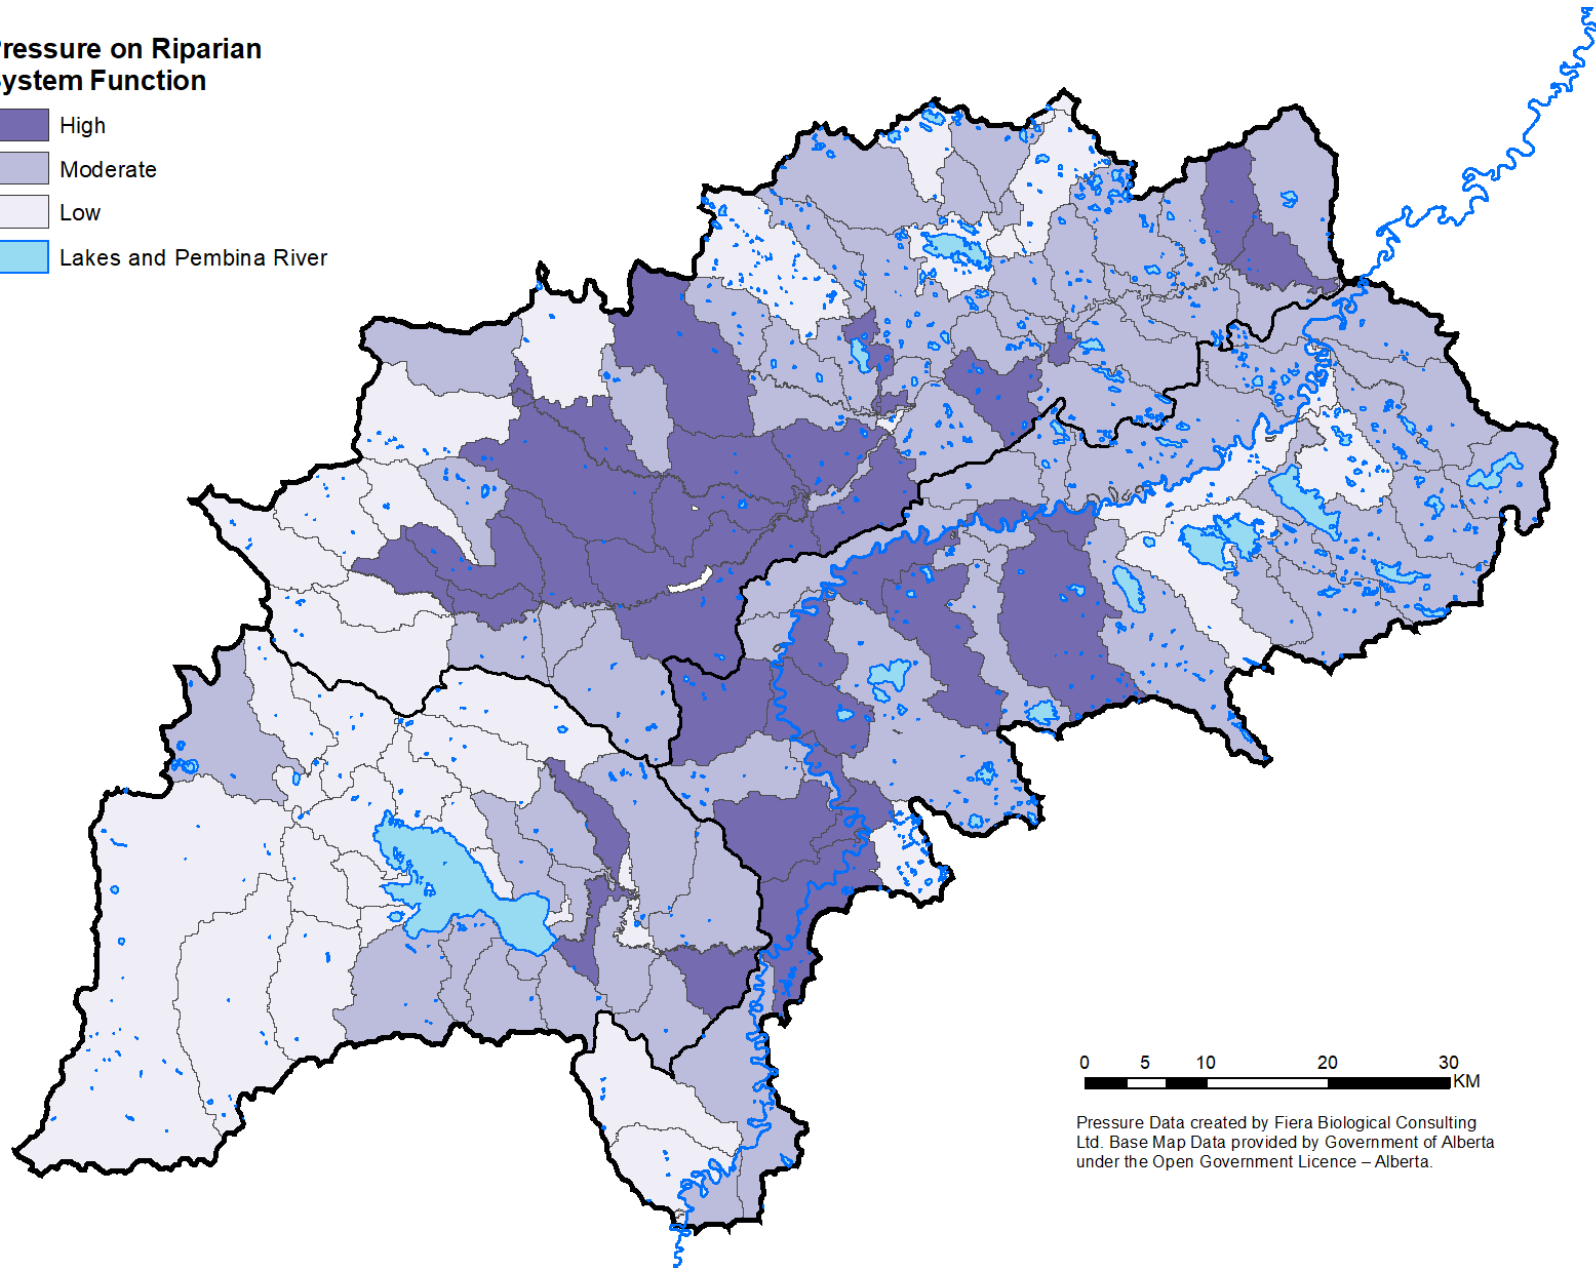 ressure on Riparian
ystem Function
High
Moderate
Low
Lakes and Pembina River
0 5 10 20 30
KM
Pressure Data created by Fiera Biological Consulting
Ltd. Base Map Data provided by Government of Alberta
under the Open Government Licence – Alberta.